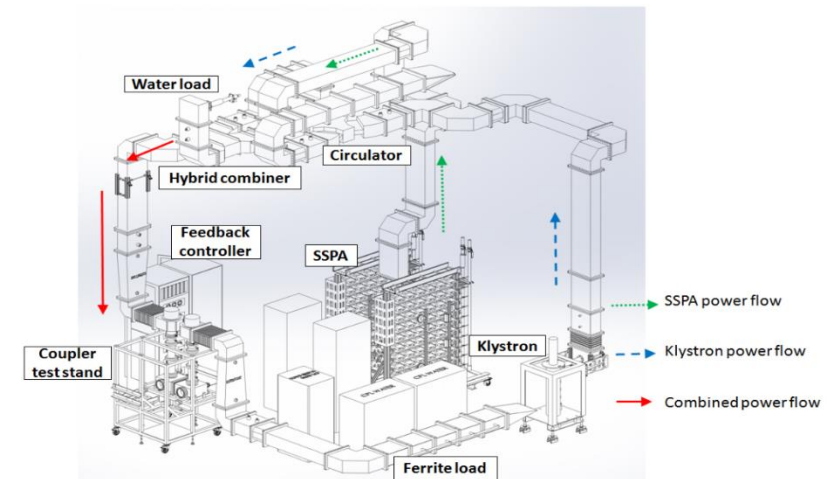 Water load
Circulator
Hybrid combiner
Feedback
controller
SSPA
SSPA power flow
Klystron
Klystron power flow
Coupler
test stand
Combined power flow
Ferrite load